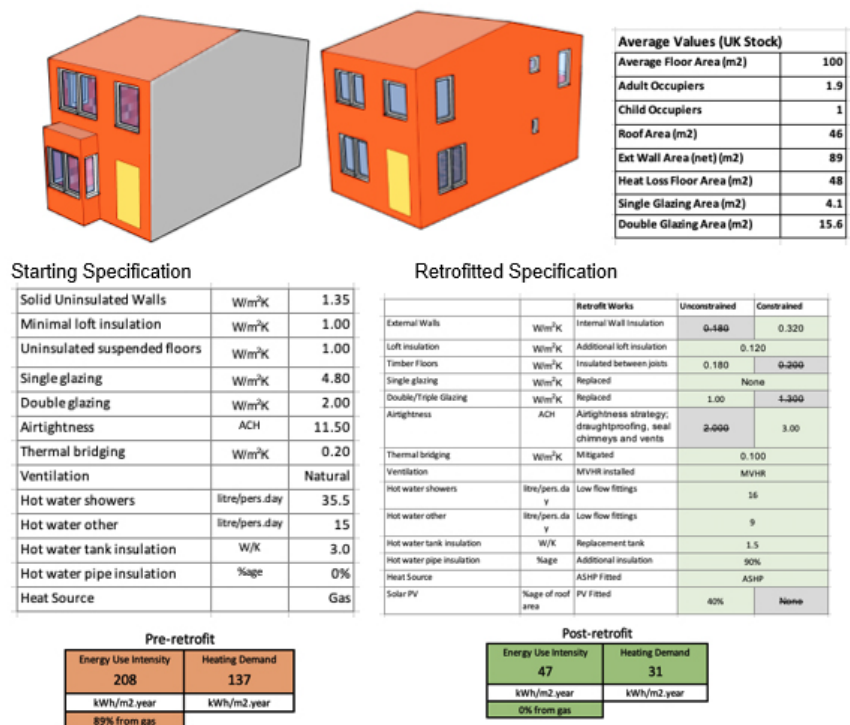 Average Values (UK Stock)
Average Floor Area (m2) 100
Adult Occupiers 1.9
Child Occupiers 1
Roof Area (m2) 46
Ext Wall Area (net) (m2) 89
Heat Loss Floor Area (m2) 48
Single Glazing Area (m2) 4.1
Double Glazing Area (m2) 15.6
Starting Specification
Solid Uninsulated Walls W/m²K 1.35
Minimal loft insulation W/m²K 1.00
Uninsulated suspended floors W/m²K 1.00
Single glazing W/m²K 4.80
Double glazing W/m²K 2.00
Airtightness ACH 11.50
Thermal bridging W/m²K 0.20
Ventilation Natural
Hot water showers litre/pers.day 35.5
Hot water other litre/pers.day 15
Hot water tank insulation W/K 3.0
Hot water pipe insulation %age 0%
Heat Source Gas
Retrofitted Specification
Retrofit Works Unconstrained Constrained
External Walls W/m²K Internal Wall Insulation 0.180 0.320
Loft insulation W/m²K Additional loft insulation 0.120
Timber Floors W/m²K Insulated between joists 0.180 0.200
Single glazing W/m²K Replaced None
Double/Triple Glazing W/m²K Replaced 1.00 1.300
Airtightness ACH Airtightness strategy;
draughtproofing, seal 2.000 3.00
chimneys and vents
Thermal bridging W/m²K Mitigated 0.100
Ventilation MVHR installed MVHR
Hot water showers litre/pers.da Low flow fittings 16
y
Hot water other litre/pers.da Low flow fittings 9
y
Hot water tank insulation W/K Replacement tank 1.5
Hot water pipe insulation %age Additional insulation 90%
Heat Source ASHP Fitted ASHP
Solar PV %age of roof PV Fitted 40% None
area
Pre-retrofit
Energy Use Intensity Heating Demand
208 137
kWh/m2.year kWh/m2.year
89% from gas
Post-retrofit
Energy Use Intensity Heating Demand
47 31
kWh/m2.year kWh/m2.year
0% from gas